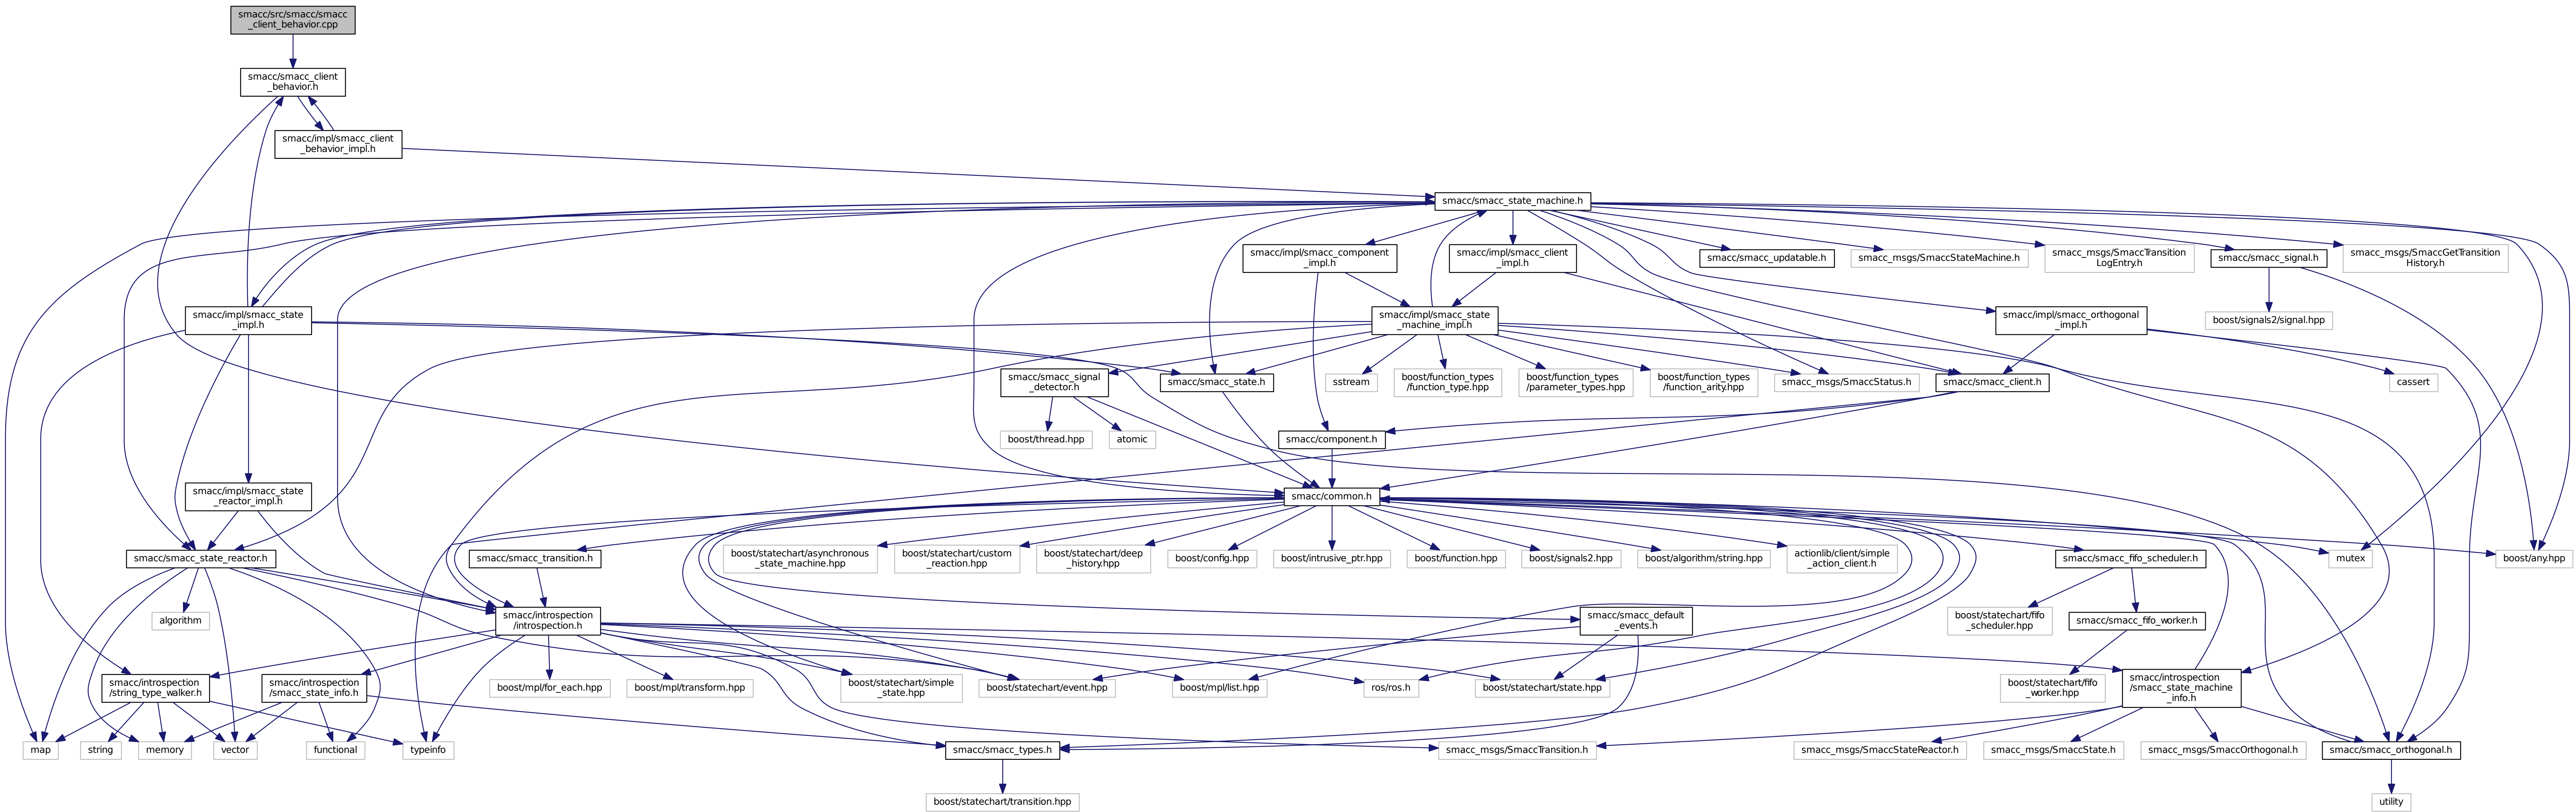 smacc/src/smacc/smacc
_client_behavior.cpp
smacc/smacc_client
_behavior.h
smacc/impl/smacc_client
_behavior_impl.h
smacc/smacc_state_machine.h
smacc/impl/smacc_component
_impl.h
smacc/impl/smacc_client
_impl.h
smacc/smacc_updatable.h
smacc_msgs/SmaccStateMachine.h
smacc_msgs/SmaccTransition
LogEntry.h
smacc/smacc_signal.h
smacc_msgs/SmaccGetTransition
History.h
smacc/impl/smacc_state
_impl.h
smacc/impl/smacc_state
_machine_impl.h
smacc/impl/smacc_orthogonal
_impl.h
boost/signals2/signal.hpp
smacc/smacc_signal
_detector.h
smacc/smacc_state.h
sstream
boost/function_types
/function_type.hpp
boost/function_types
/parameter_types.hpp
boost/function_types
/function_arity.hpp
smacc_msgs/SmaccStatus.h
smacc/smacc_client.h
cassert
boost/thread.hpp
atomic
smacc/component.h
smacc/impl/smacc_state
_reactor_impl.h
smacc/common.h
smacc/smacc_state_reactor.h
smacc/smacc_transition.h
boost/statechart/asynchronous
_state_machine.hpp
boost/statechart/custom
_reaction.hpp
boost/statechart/deep
_history.hpp
boost/config.hpp
boost/intrusive_ptr.hpp
boost/function.hpp
boost/signals2.hpp
boost/algorithm/string.hpp
actionlib/client/simple
_action_client.h
smacc/smacc_fifo_scheduler.h
mutex
boost/any.hpp
algorithm
smacc/introspection
/introspection.h
smacc/smacc_default
_events.h
boost/statechart/fifo
_scheduler.hpp
smacc/smacc_fifo_worker.h
smacc/introspection
/string_type_walker.h
smacc/introspection
/smacc_state_info.h
boost/mpl/for_each.hpp
boost/mpl/transform.hpp
boost/statechart/simple
_state.hpp
boost/statechart/event.hpp
boost/mpl/list.hpp
ros/ros.h
boost/statechart/state.hpp
boost/statechart/fifo
_worker.hpp
smacc/introspection
/smacc_state_machine
_info.h
map
string
memory
vector
functional
typeinfo
smacc/smacc_types.h
smacc_msgs/SmaccTransition.h
smacc_msgs/SmaccStateReactor.h
smacc_msgs/SmaccState.h
smacc_msgs/SmaccOrthogonal.h
smacc/smacc_orthogonal.h
boost/statechart/transition.hpp
utility